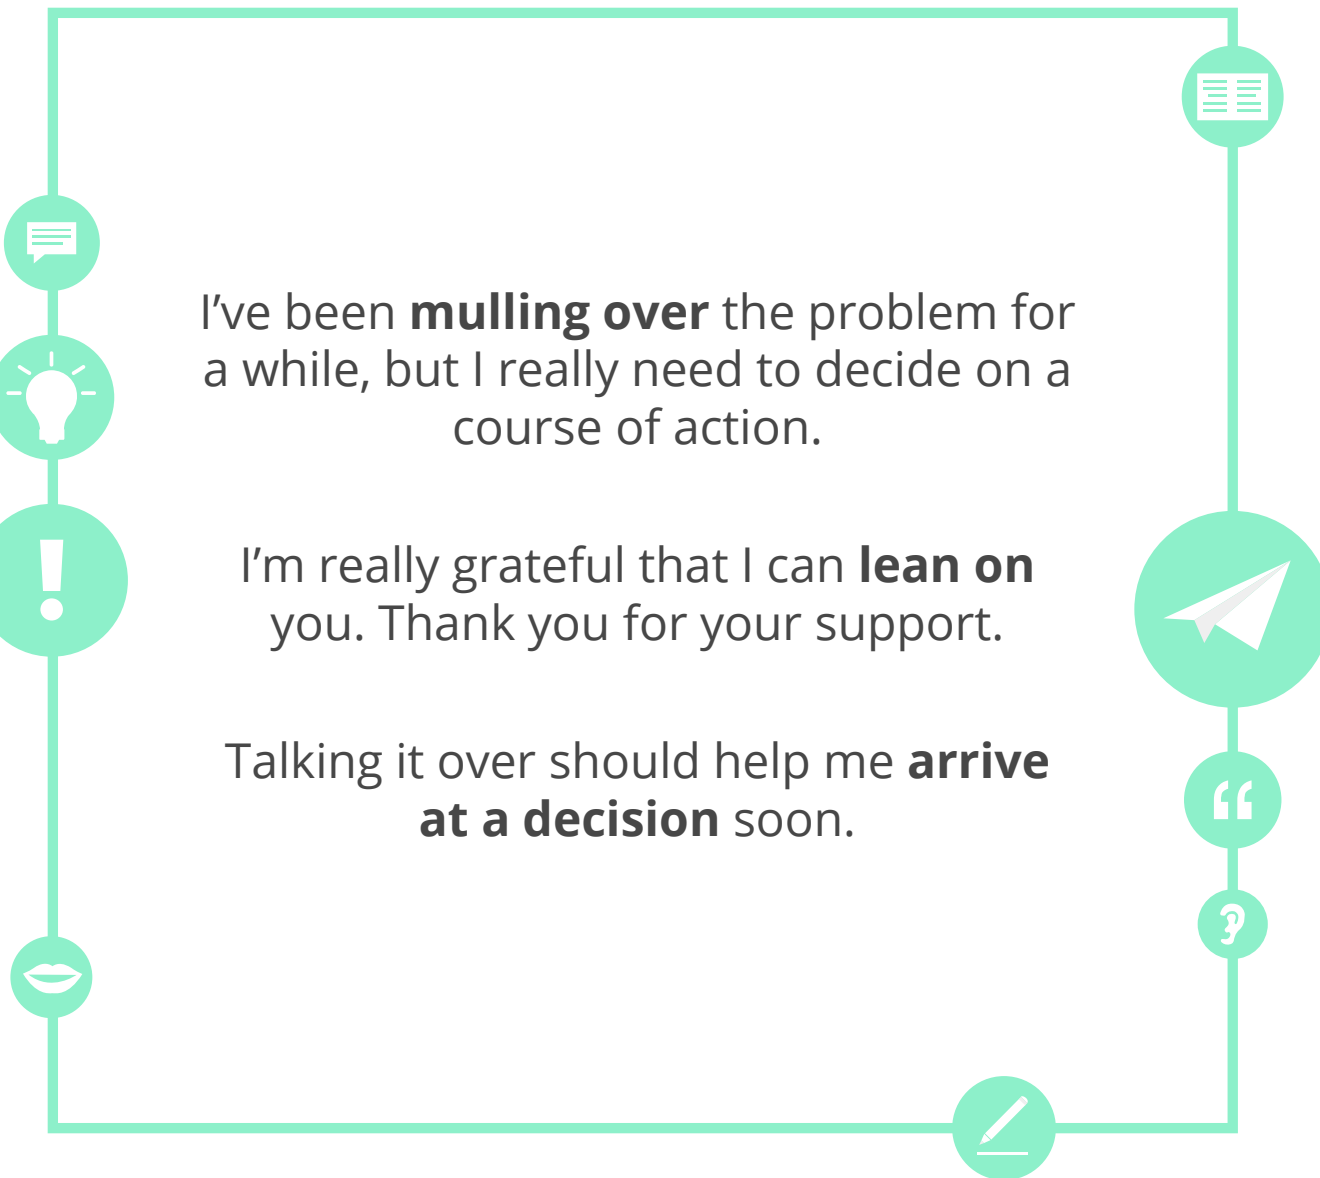 I’ve been mulling over the problem for
a while, but I really need to decide on a
course of action.
I’m really grateful that I can lean on
you. Thank you for your support.
Talking it over should help me arrive
at a decision soon.